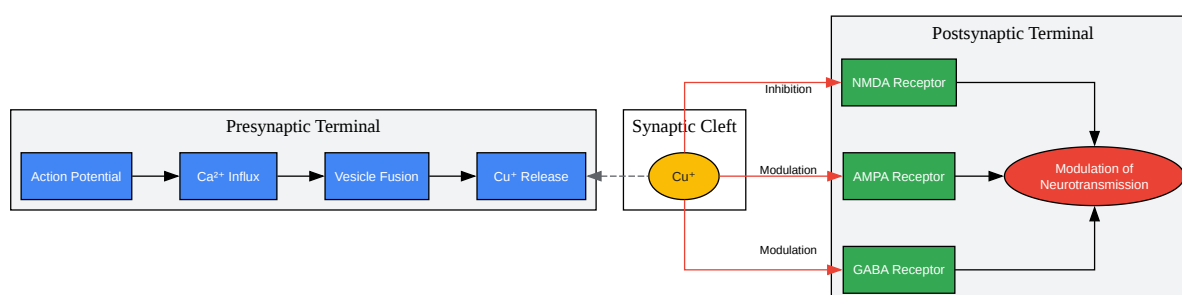 Presynaptic Terminal
Action Potential
Ca²⁺ Influx
Vesicle Fusion
Cu⁺ Release
Synaptic Cleft
Cu⁺
Inhibition
Modulation
Modulation
Postsynaptic Terminal
NMDA Receptor
AMPA Receptor
GABA Receptor
Modulation of
Neurotransmission